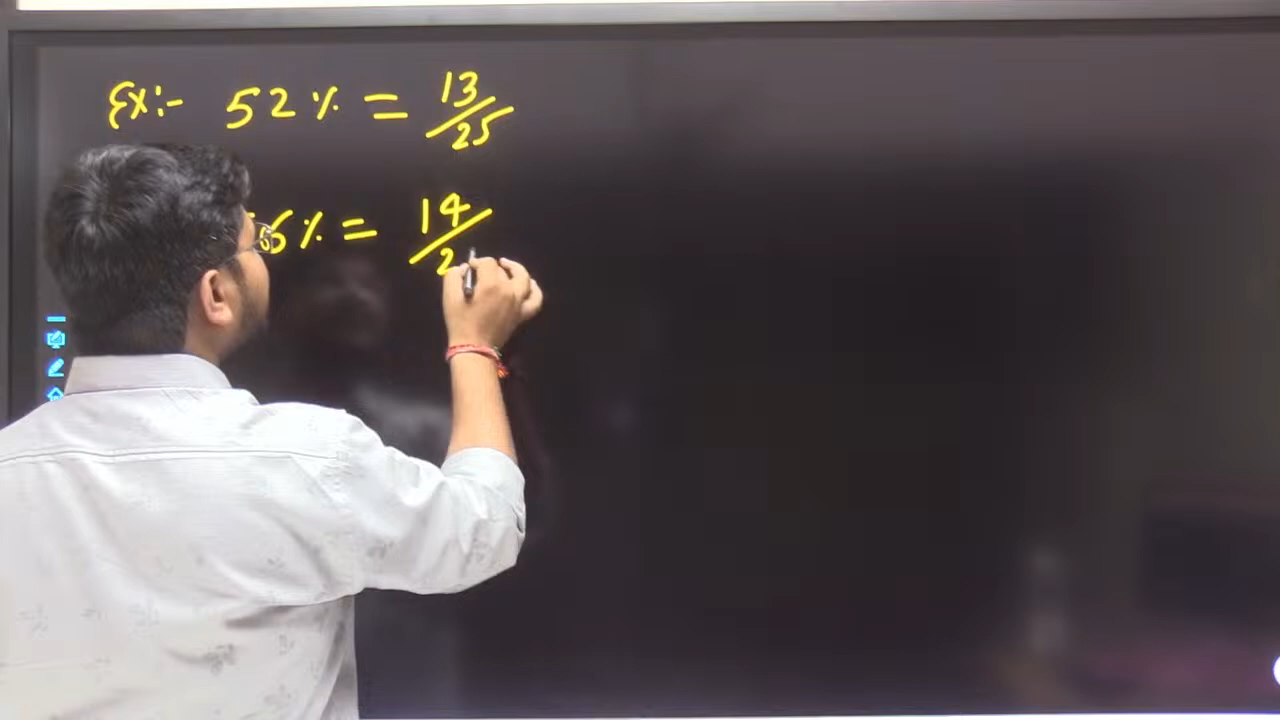 Ex:- 52% = 13/25
6% = 14/2